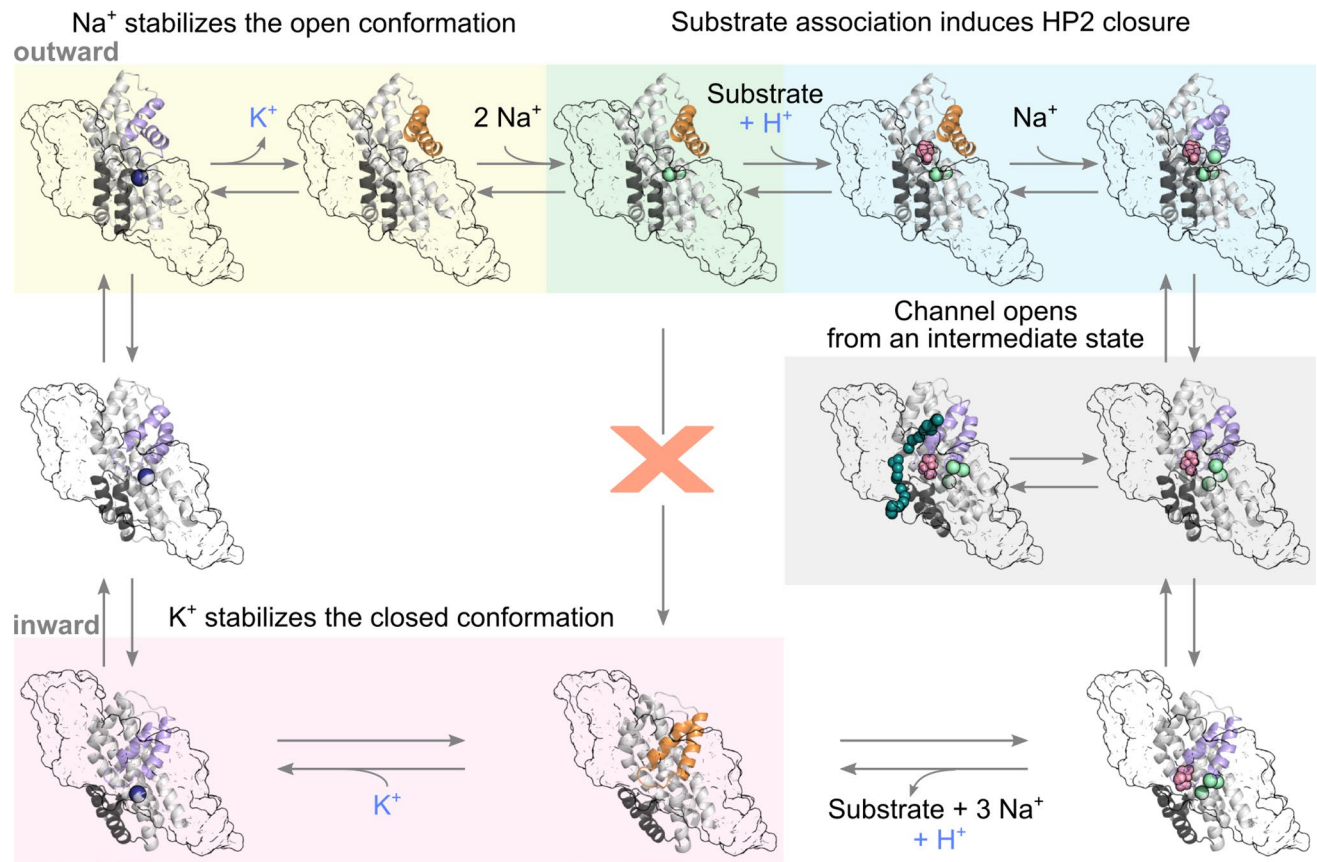 Na⁺ stabilizes the open conformation
Substrate association induces HP2 closure
outward
K⁺
2 Na⁺
Substrate
+ H⁺
Na⁺
Channel opens
from an intermediate state
inward
K⁺ stabilizes the closed conformation
K⁺
Substrate + 3 Na⁺
+ H⁺